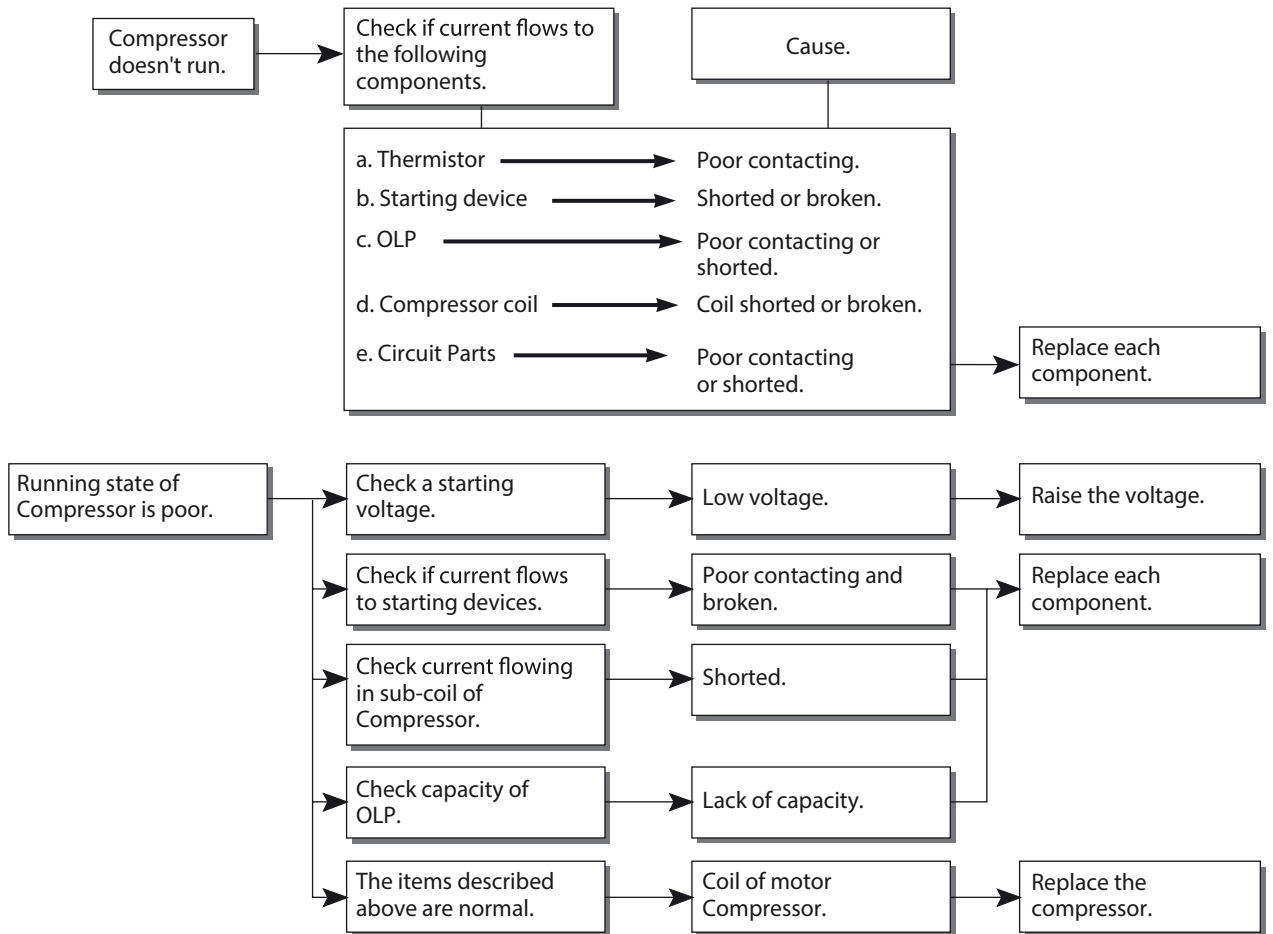 Compressor
doesn't run.
Check if current flows to
the following
components.
Cause.
a. Thermistor
Poor contacting.
b. Starting device
Shorted or broken.
c. OLP
Poor contacting or
shorted.
d. Compressor coil
Coil shorted or broken.
e. Circuit Parts
Poor contacting
or shorted.
Replace each
component.
Running state of
Compressor is poor.
Check a starting
voltage.
Low voltage.
Raise the voltage.
Check if current flows
to starting devices.
Poor contacting and
broken.
Replace each
component.
Check current flowing
in sub-coil of
Compressor.
Shorted.
Check capacity of
OLP.
Lack of capacity.
The items described
above are normal.
Coil of motor
Compressor.
Replace the
compressor.